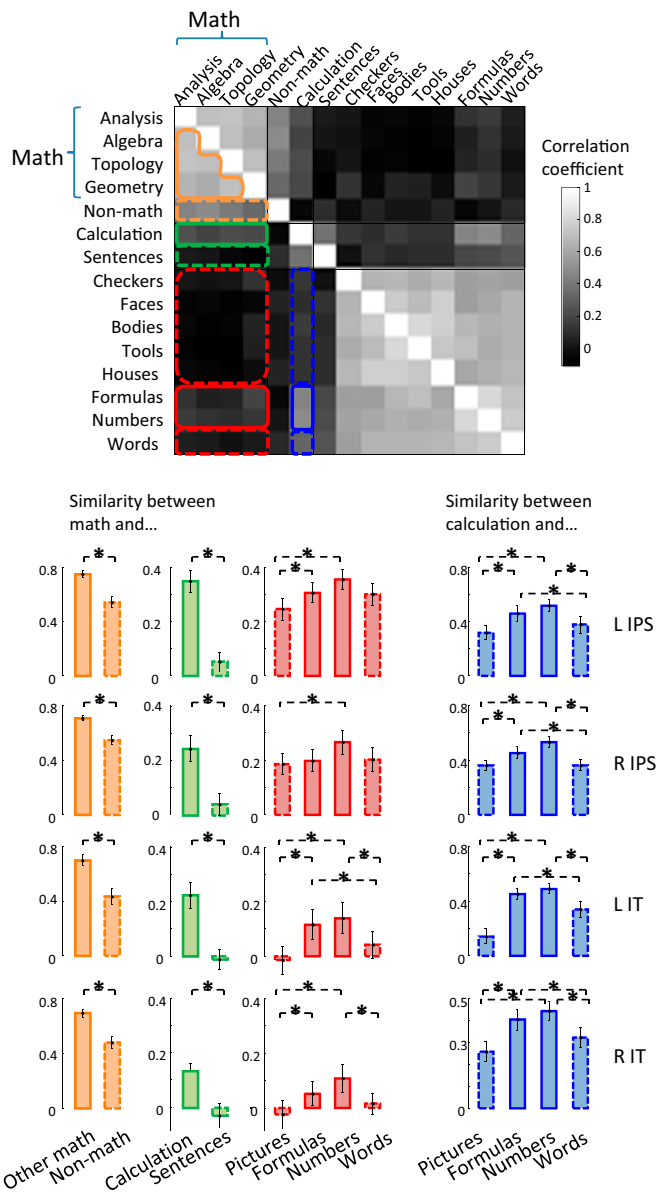 Math
Analysis
Algebra
Topology
Geometry
Non-math
Calculation
Sentences
Checkers
Faces
Bodies
Tools
Houses
Formulas
Numbers
Words
Math
Analysis
Algebra
Topology
Geometry
Non-math
Calculation
Sentences
Checkers
Faces
Bodies
Tools
Houses
Formulas
Numbers
Words
Correlation
coefficient
1
0.8
0.6
0.4
0.2
0
Similarity between
math and...
Similarity between
calculation and...
* * * * * * * *
0.8 0.4 0.4 0.8
0.4 0.2 0.2 0.4
0 0 0 0
L IPS
* * * * * * *
0.8 0.4 0.4 0.8
0.4 0.2 0.2 0.4
0 0 0 0
R IPS
* * * * * * * * * *
0.8 0.4 0.4 0.8
0.4 0.2 0.2 0.4
0 0 0 0
L IT
* * * * * * * * *
0.8 0.4 0.4 0.5
0.4 0.2 0.2 0.3
0 0 0 0
R IT
Other math
Non-math
Calculation
Sentences
Pictures
Formulas
Numbers
Words
Pictures
Formulas
Numbers
Words